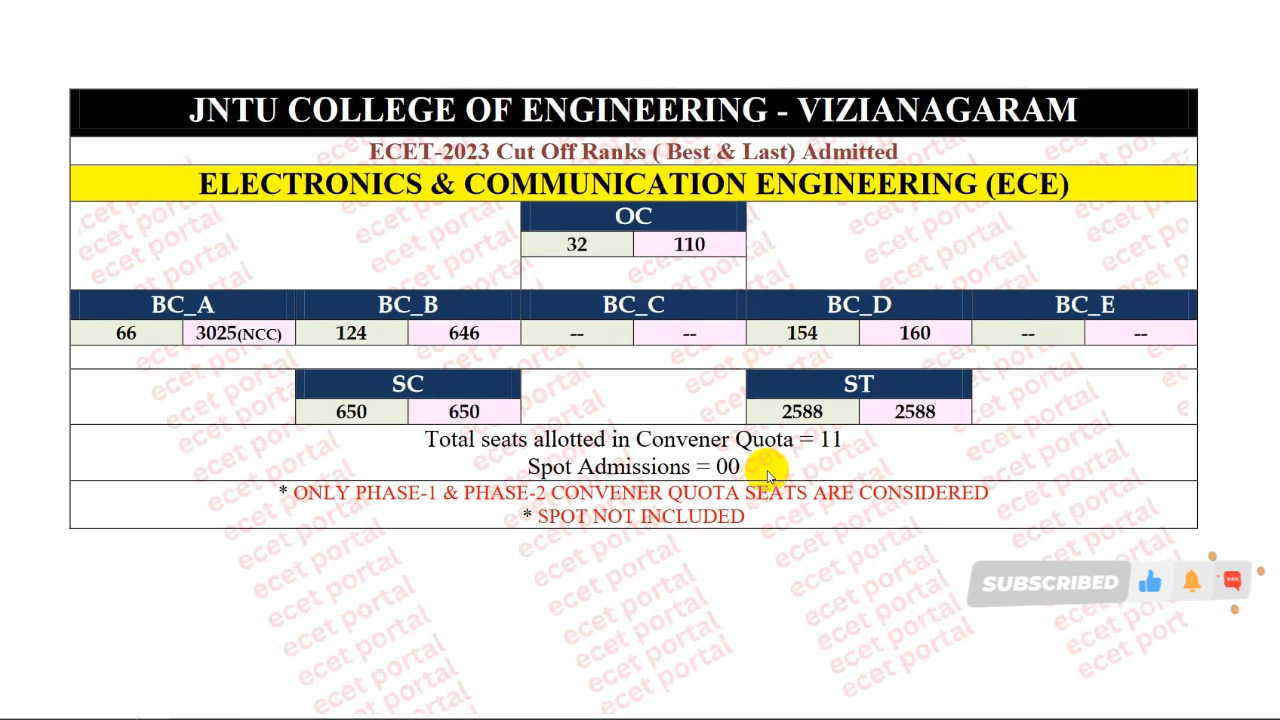 JNTU COLLEGE OF ENGINEERING - VIZIANAGARAM
ECET-2023 Cut Off Ranks ( Best & Last) Admitted
ELECTRONICS & COMMUNICATION ENGINEERING (ECE)
OC
32 110
BC_A BC_B BC_C BC_D BC_E
66 3025(NCC) 124 646 -- -- 154 160 -- --
SC ST
650 650 2588 2588
Total seats allotted in Convener Quota = 11
Spot Admissions = 00
* ONLY PHASE-1 & PHASE-2 CONVENER QUOTA SEATS ARE CONSIDERED
* SPOT NOT INCLUDED
SUBSCRIBED
ecet portal